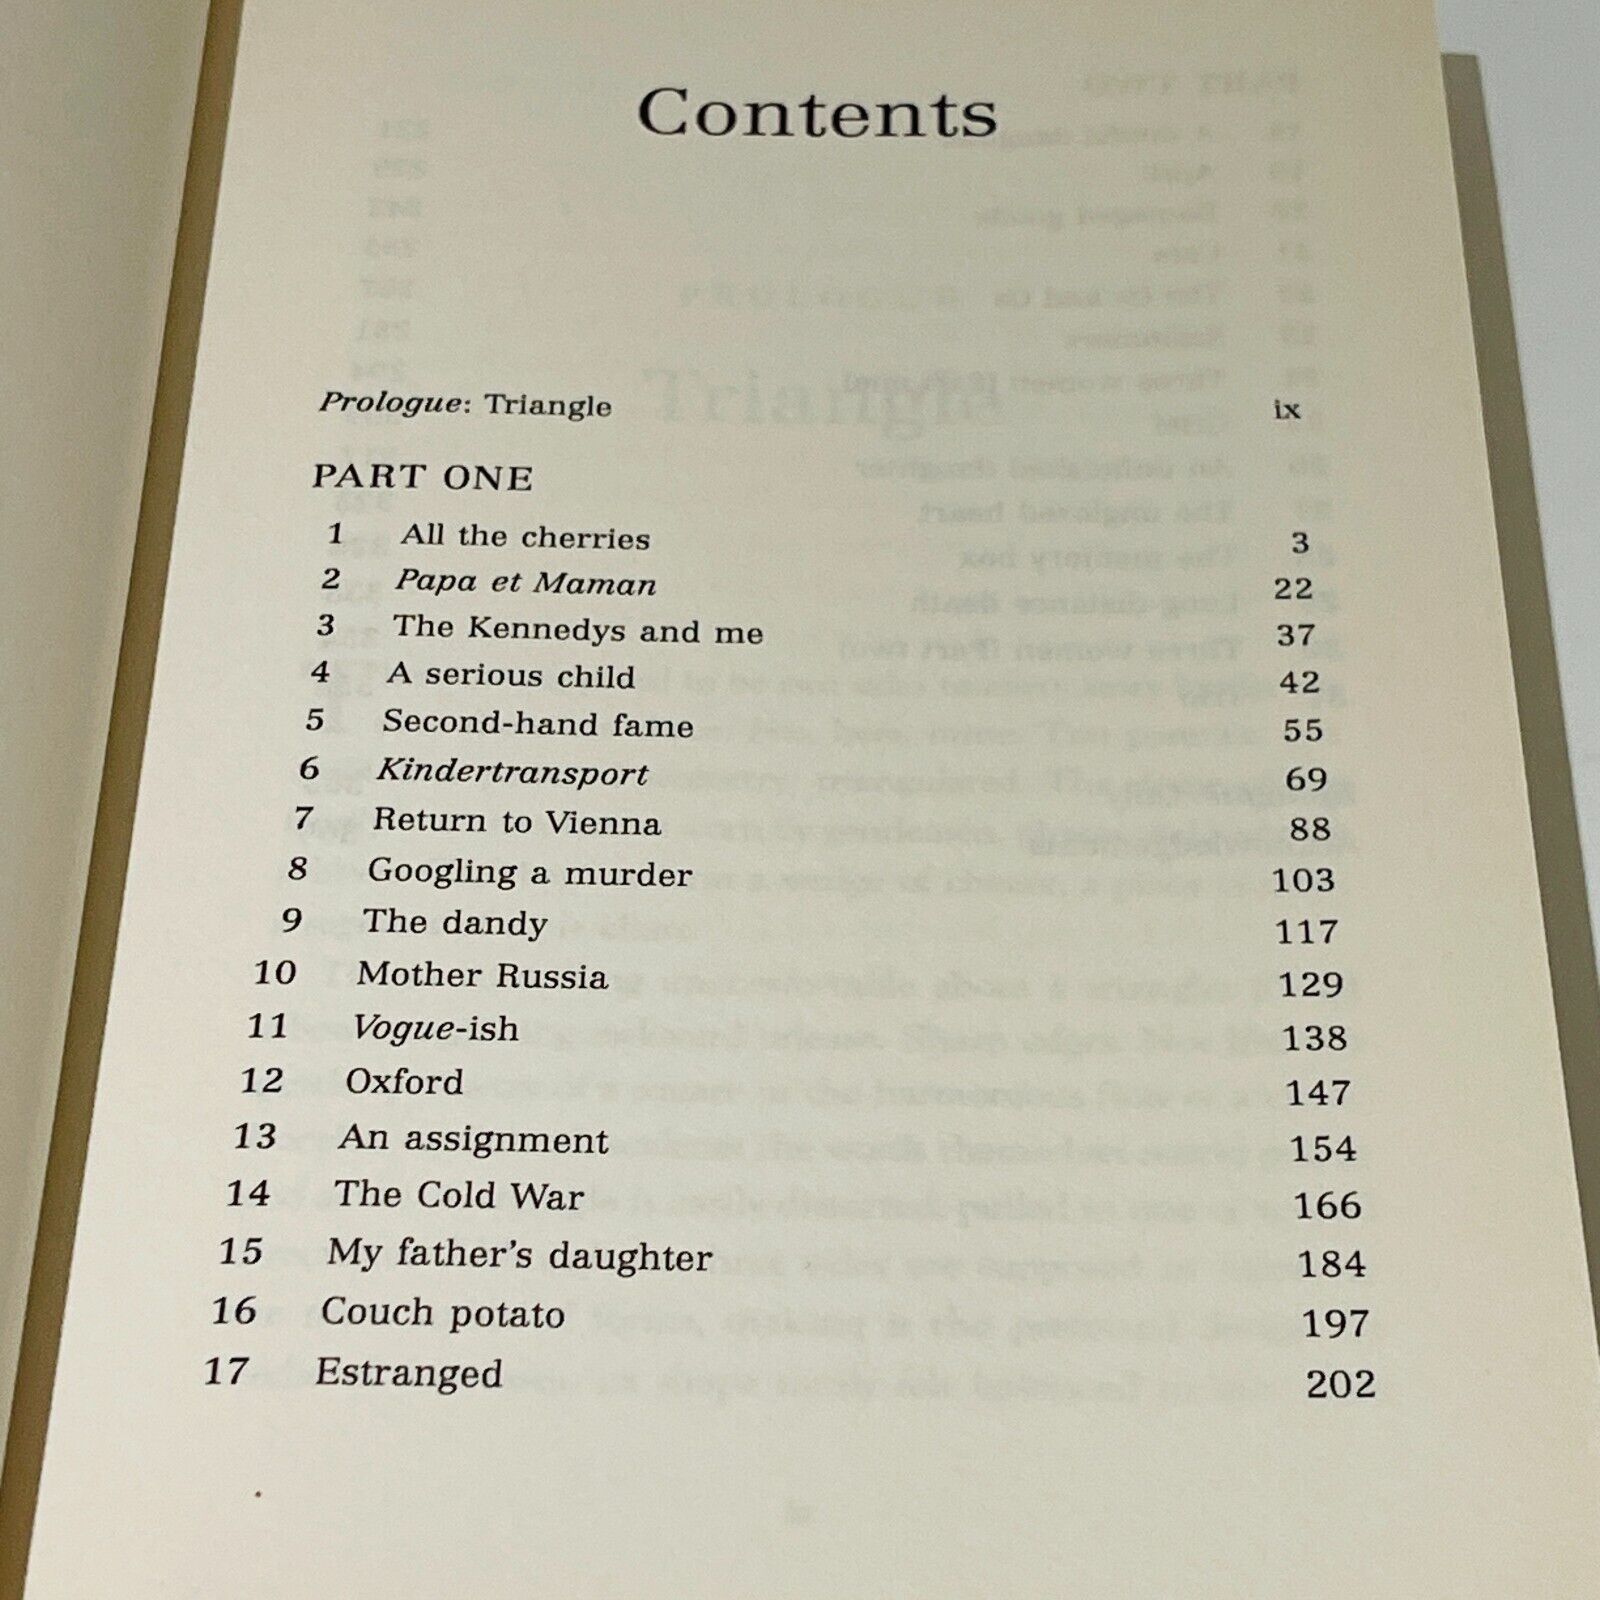 Contents
Prologue: Triangle ix
PART ONE
1 All the cherries 3
2 Papa et Maman 22
3 The Kennedys and me 37
4 A serious child 42
5 Second-hand fame 55
6 Kindertransport 69
7 Return to Vienna 88
8 Googling a murder 103
9 The dandy 117
10 Mother Russia 129
11 Vogue-ish 138
12 Oxford 147
13 An assignment 154
14 The Cold War 166
15 My father's daughter 184
16 Couch potato 197
17 Estranged 202